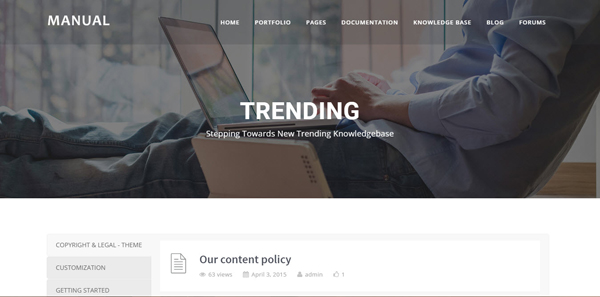 MANUAL
HOME PORTFOLIO PAGES DOCUMENTATION KNOWLEDGE BASE BLOG FORUMS
TRENDING
Stepping Towards New Trending Knowledgebase
COPYRIGHT & LEGAL - THEME
CUSTOMIZATION
GETTING STARTED
Our content policy
63 views April 3, 2015 admin 1